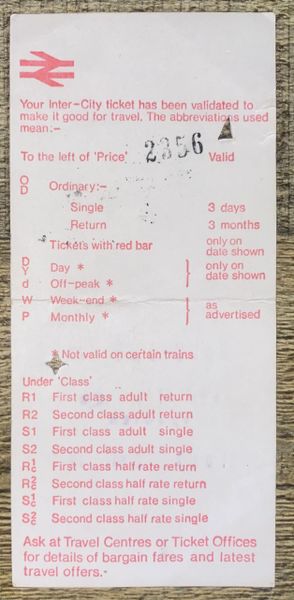 Your Inter-City ticket has been validated to
make it good for travel. The abbreviations used
mean:-
To the left of 'Price' 2356 Valid
O
D Ordinary:-
Single 3 days
Return 3 months
Tickets with red bar only on
date shown
D
Y Day * only on
date shown
d Off-peak *
W Week-end * as
advertised
P Monthly *
* Not valid on certain trains
Under 'Class'
R1 First class adult return
R2 Second class adult return
S1 First class adult single
S2 Second class adult single
R1/c First class half rate return
R2/c Second class half rate return
S1/c First class half rate single
S2/c Second class half rate single
Ask at Travel Centres or Ticket Offices
for details of bargain fares and latest
travel offers.